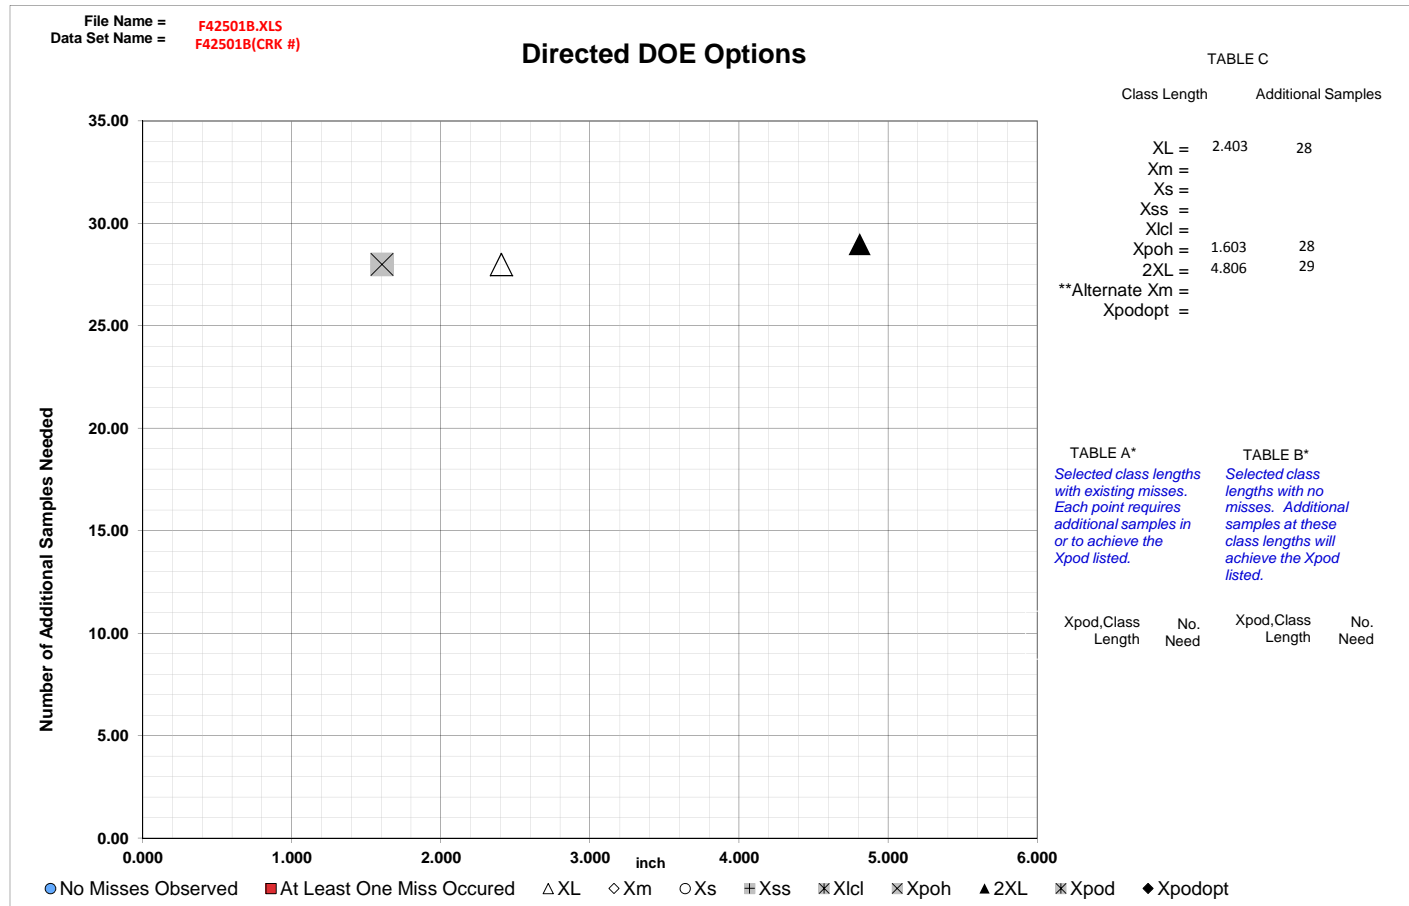 File Name = F42501B.XLS
Data Set Name = F42501B(CRK #)
Directed DOE Options
TABLE C
Class Length Additional Samples
XL = 2.403 28
Xm =
Xs =
Xss =
Xlcl =
Xpoh = 1.603 28
2XL = 4.806 29
**Alternate Xm =
Xpodopt =
TABLE A*
Selected class lengths
with existing misses.
Each point requires
additional samples in
or to achieve the
Xpod listed.
Xpod,Class No.
Length Need
TABLE B*
Selected class
lengths with no
misses. Additional
samples at these
class lengths will
achieve the Xpod
listed.
Xpod,Class No.
Length Need
Number of Additional Samples Needed
35.00
30.00
25.00
20.00
15.00
10.00
5.00
0.00
0.000 1.000 2.000 3.000 4.000 5.000 6.000
inch
No Misses Observed At Least One Miss Occured XL Xm Xs Xss Xlcl Xpoh 2XL Xpod Xpodopt